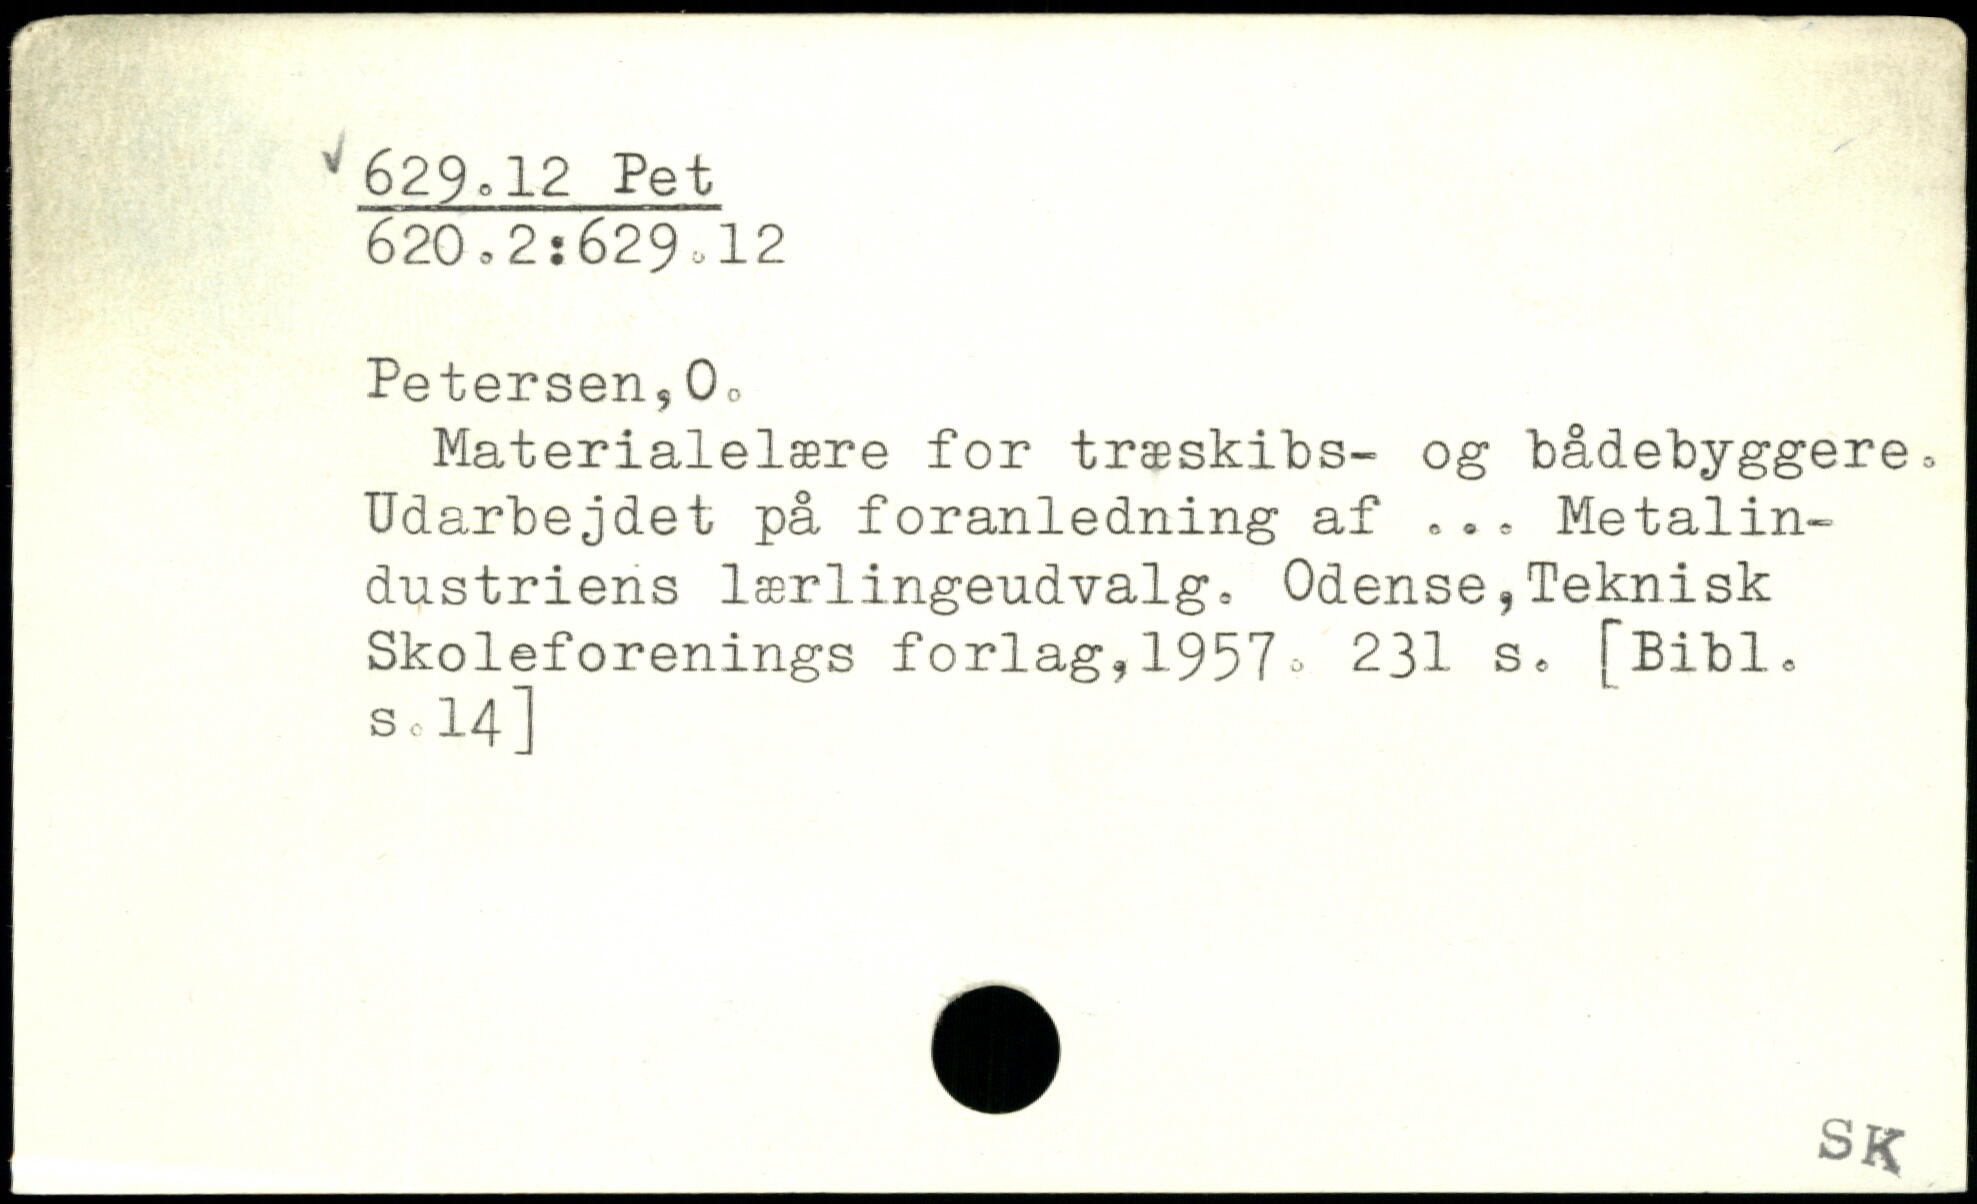 ✓ 629.12 Pet
620.2:629.12
Petersen,O.
Materialelære for træskibs- og bådebyggere.
Udarbejdet på foranledning af ... Metalin-
dustriens lærlingeudvalg. Odense,Teknisk
Skoleforenings forlag,1957. 231 s. [Bibl.
s.14]
SK